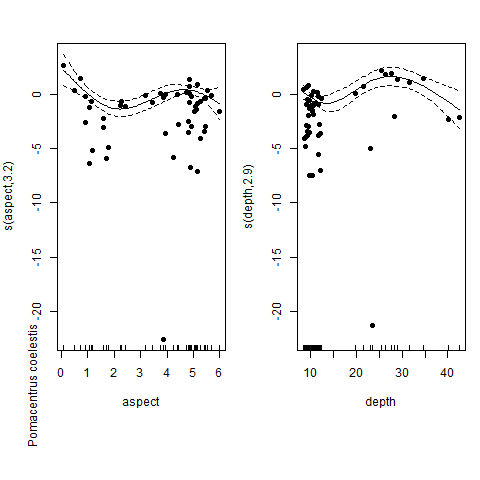 Pomacentrus coelestis
s(aspect,3.2)
0
-5
-10
-15
-20
0 1 2 3 4 5 6
aspect
s(depth,2.9)
0
-5
-10
-15
-20
10 20 30 40
depth